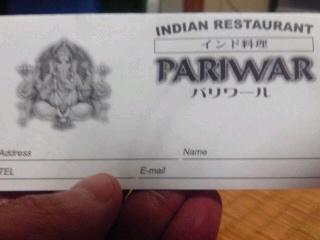 INDIAN RESTAURANT
インド料理
PARIWAR
パリワール
Address
Name
TEL
E-mail